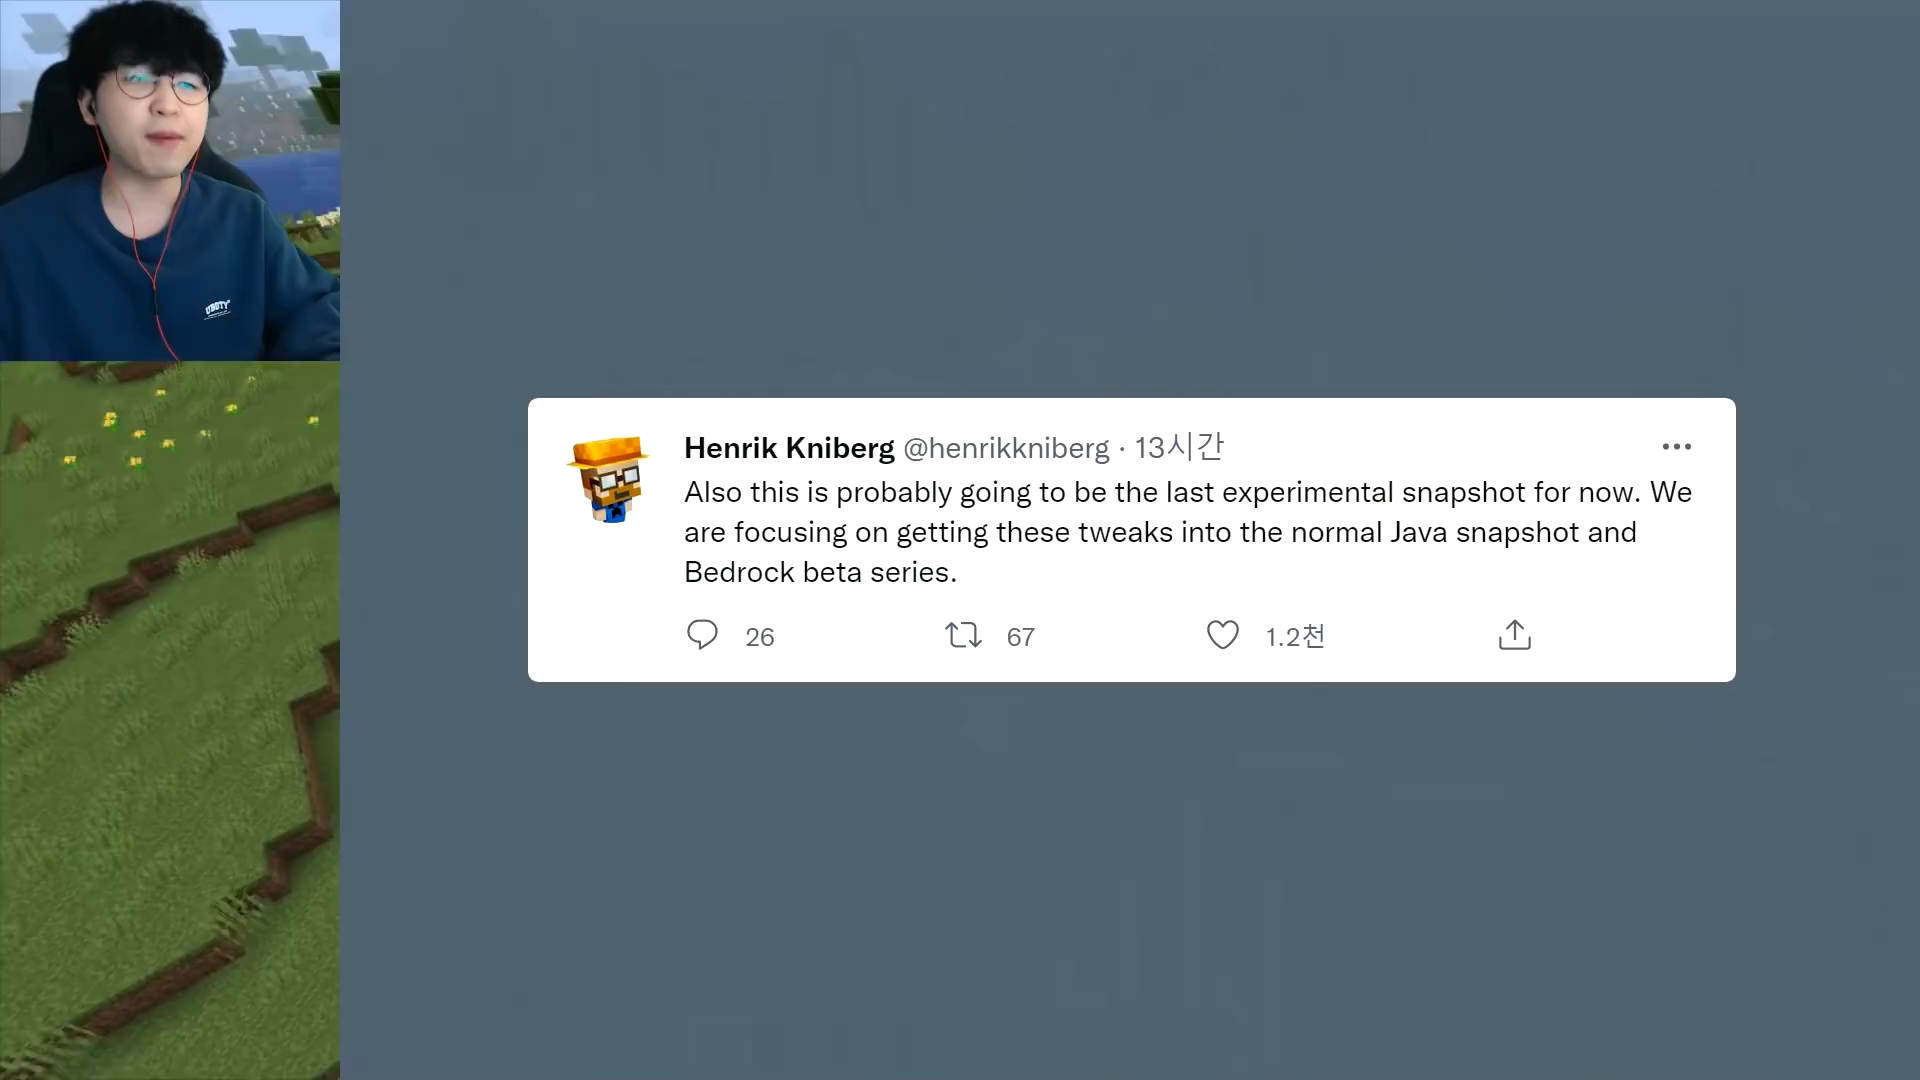 UBDTY
Henrik Kniberg @henrikkniberg · 13시간
Also this is probably going to be the last experimental snapshot for now. We
are focusing on getting these tweaks into the normal Java snapshot and
Bedrock beta series.
26 67 1.2천